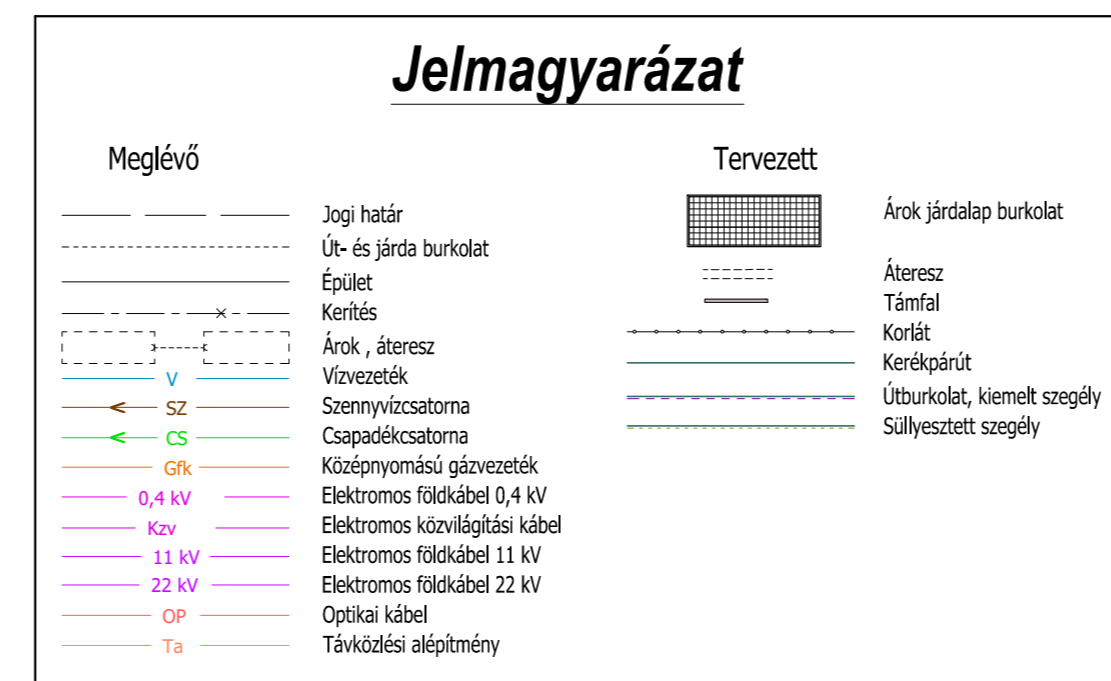 Jelmagyarázat
Meglévő
Jogi határ
Út- és járda burkolat
Épület
Kerítés
Árok , áteresz
V Vízvezeték
SZ Szennyvízcsatorna
CS Csapadékcsatorna
Gfk Középnyomású gázvezeték
0,4 kV Elektromos földkábel 0,4 kV
Kzv Elektromos közvilágítási kábel
11 kV Elektromos földkábel 11 kV
22 kV Elektromos földkábel 22 kV
OP Optikai kábel
Ta Távközlési alépítmény
Tervezett
Árok járdalap burkolat
Áteresz
Támfal
Korlát
Kerékpárút
Útburkolat, kiemelt szegély
Süllyesztett szegély